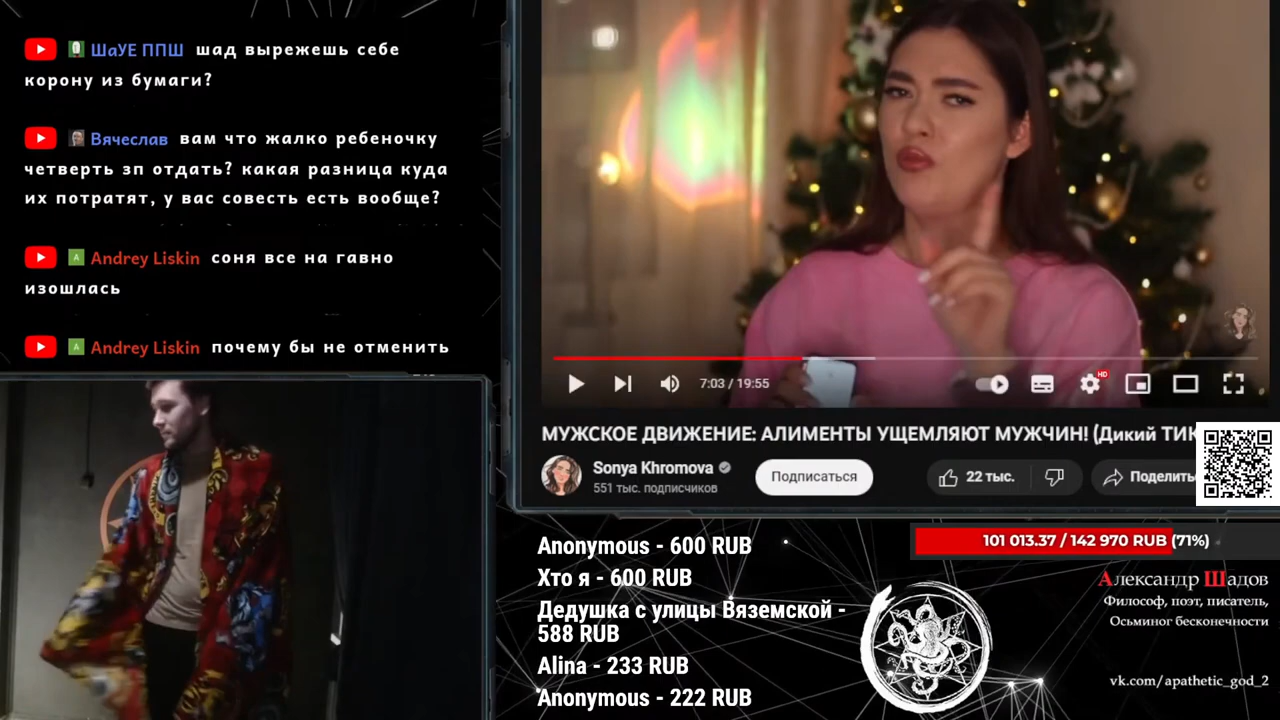 ШаУЕ ППШ шад вырежешь себе
корону из бумаги?
Вячеслав вам что жалко ребеночку
четверть зп отдать? какая разница куда
их потратят, у вас совесть есть вообще?
Andrey Liskin соня все на гавно
изошлась
Andrey Liskin почему бы не отменить
7:03 / 19:55
HD
МУЖСКОЕ ДВИЖЕНИЕ: АЛИМЕНТЫ УЩЕМЛЯЮТ МУЖЧИН! (Дикий ТИК
Sonya Khromova
551 тыс. подписчиков
Подписаться
22 тыс.
Поделить
Anonymous - 600 RUB
Хто я - 600 RUB
Дедушка с улицы Вяземской -
588 RUB
Alina - 233 RUB
Anonymous - 222 RUB
101 013.37 / 142 970 RUB (71%)
Александр Шадов
Философ, поэт, писатель,
Осьминог бесконечности
vk.com/apathetic_god_2